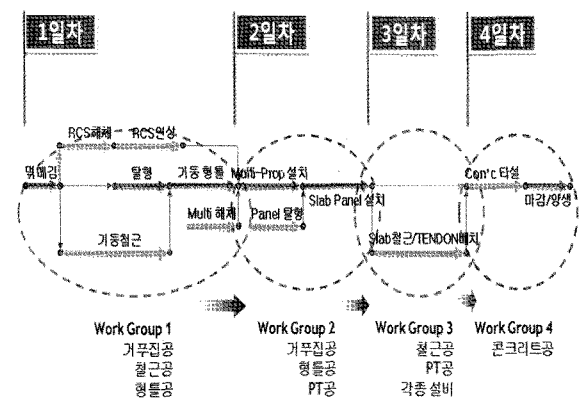 1일차
2일차
3일차
4일차
RCS해체
RCS인상
먹매김
탈형
기둥 형틀
Multi-Prop 설치
Con'c 타설
Slab Panel 설치
마감/양생
Multi 해체
Panel 탈형
기둥철근
Slab철근/TENDON배치
Work Group 1
거푸집공
철근공
형틀공
Work Group 2
거푸집공
형틀공
PT공
Work Group 3
철근공
PT공
각종 설비
Work Group 4
콘크리트공